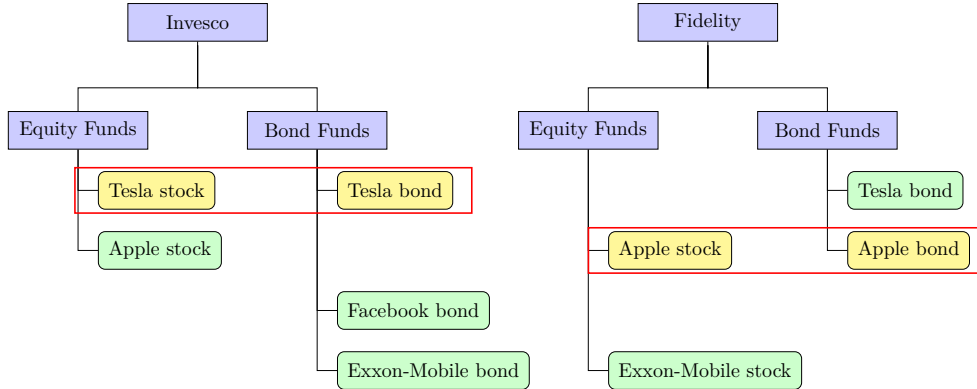 Invesco
Fidelity
Equity Funds
Bond Funds
Equity Funds
Bond Funds
Tesla stock
Tesla bond
Tesla bond
Apple stock
Apple stock
Apple bond
Facebook bond
Exxon-Mobile bond
Exxon-Mobile stock